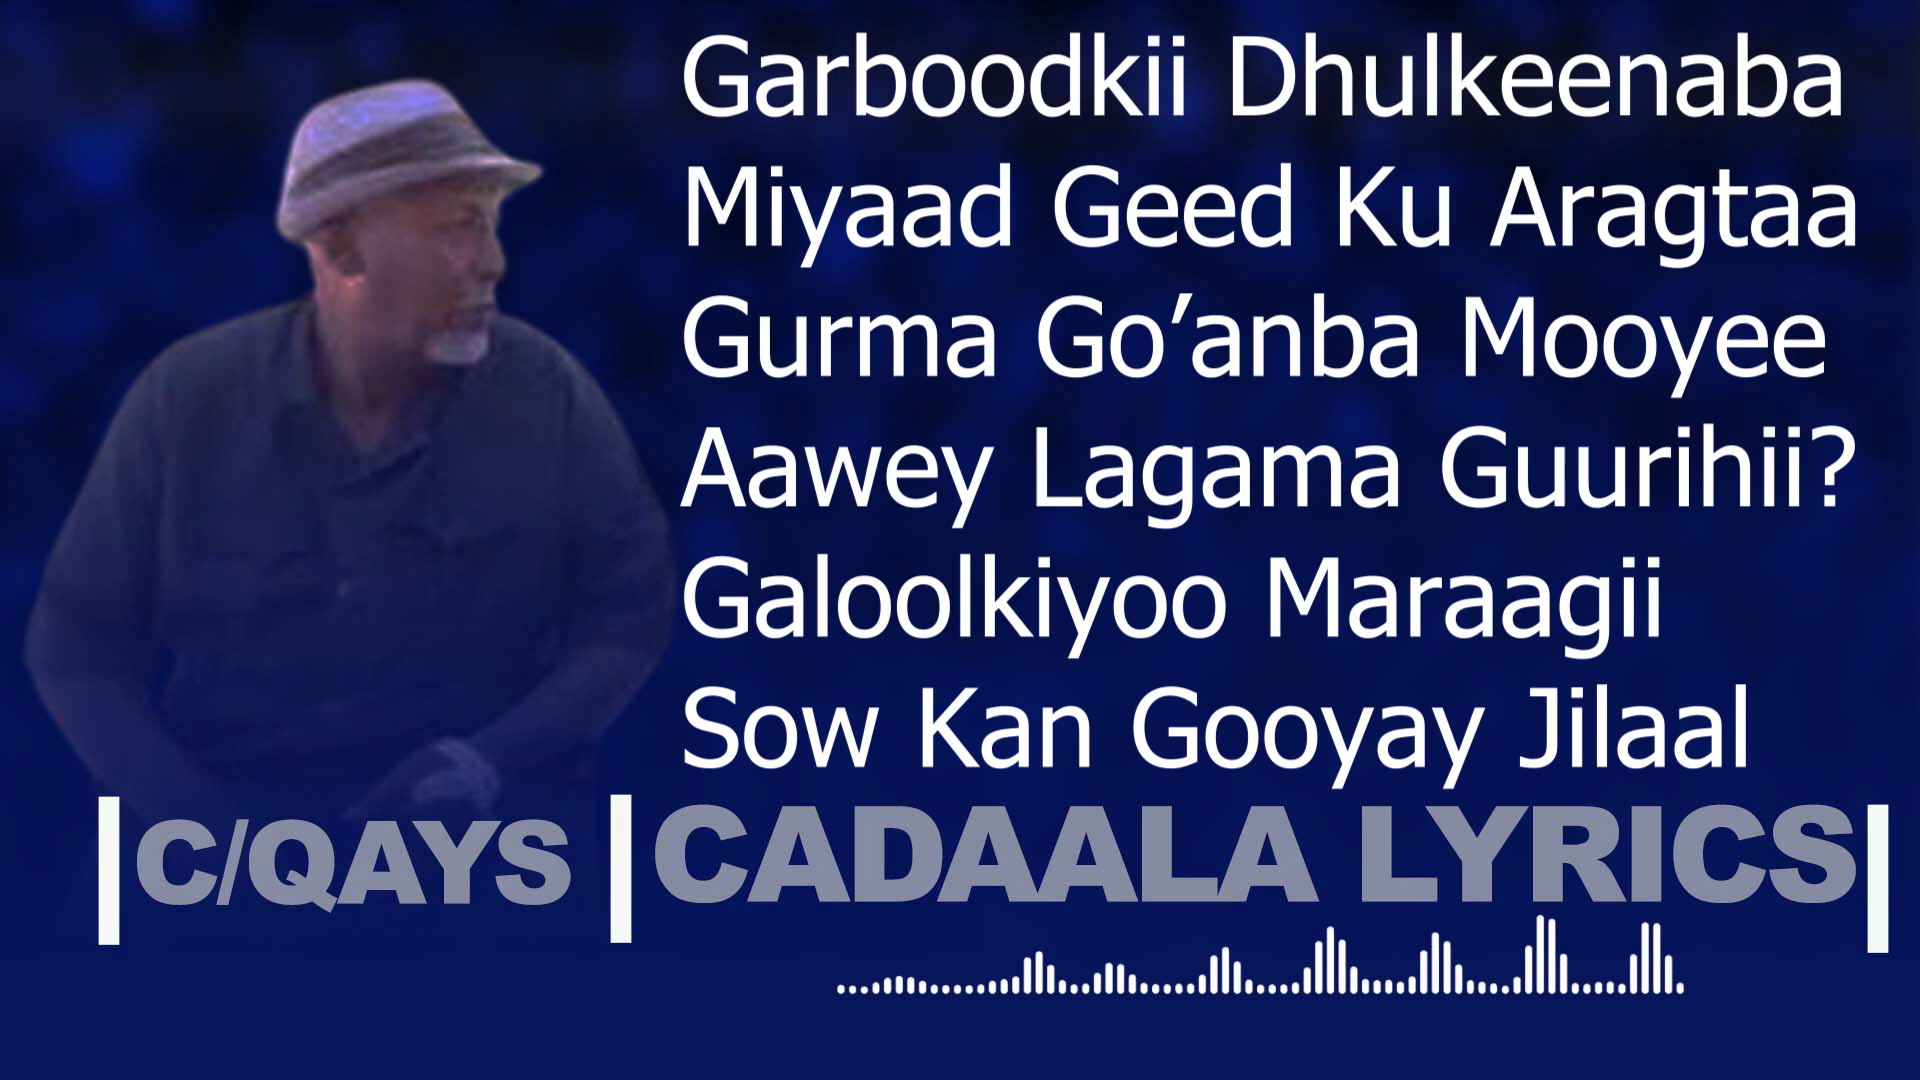 Garboodkii Dhulkeenaba
Miyaad Geed Ku Aragtaa
Gurma Go’anba Mooyee
Aawey Lagama Guurihii?
Galoolkiyoo Maraagii
Sow Kan Gooyay Jilaal
|C/QAYS |CADAALA LYRICS|